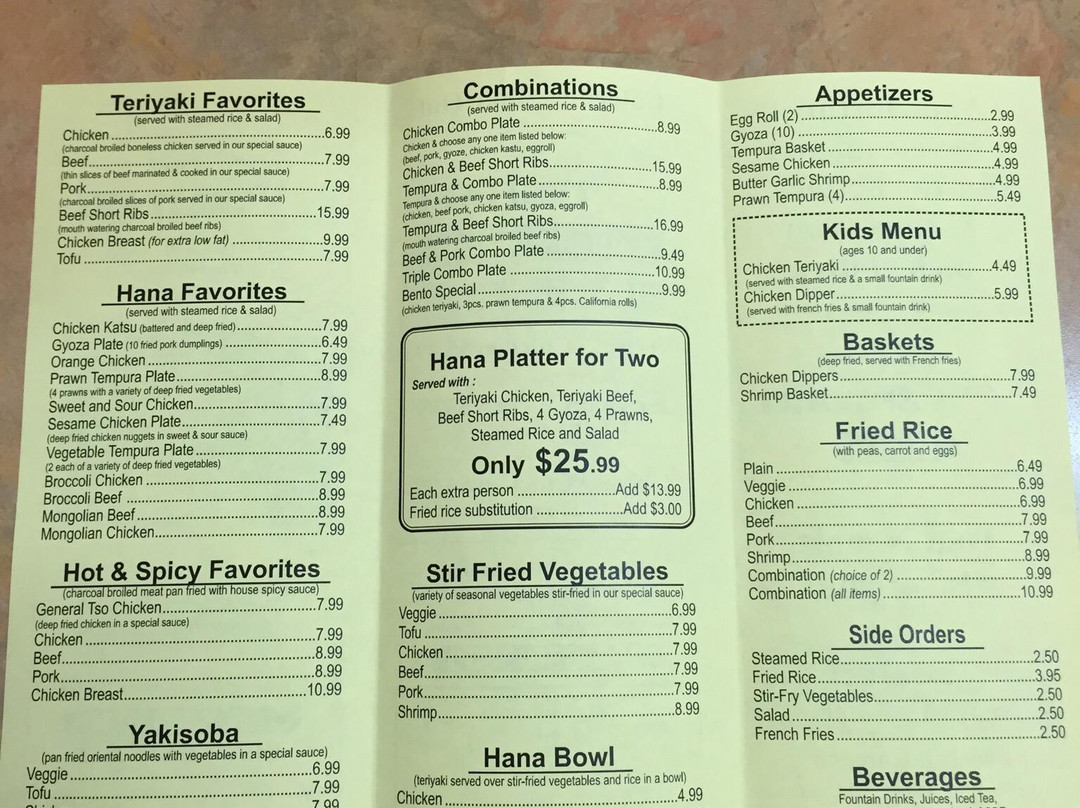 Teriyaki Favorites
(served with steamed rice & salad)
Chicken 6.99
(charcoal broiled boneless chicken served in our special sauce)
Beef 7.99
(thin slices of beef marinated & cooked in our special sauce)
Pork 7.99
(charcoal broiled slices of pork served in our special sauce)
Beef Short Ribs 15.99
(mouth watering charcoal broiled beef ribs)
Chicken Breast (for extra low fat) 9.99
Tofu 7.99
Hana Favorites
(served with steamed rice & salad)
Chicken Katsu (battered and deep fried) 7.99
Gyoza Plate (10 fried pork dumplings) 6.49
Orange Chicken 7.99
Prawn Tempura Plate 8.99
(4 prawns with a variety of deep fried vegetables)
Sweet and Sour Chicken 7.99
Sesame Chicken Plate 7.49
(deep fried chicken nuggets in sweet & sour sauce)
Vegetable Tempura Plate 7.99
(2 each of a variety of deep fried vegetables)
Broccoli Chicken 7.99
Broccoli Beef 8.99
Mongolian Beef 8.99
Mongolian Chicken 7.99
Hot & Spicy Favorites
(charcoal broiled meat pan fried with house spicy sauce)
General Tso Chicken 7.99
(deep fried chicken in a special sauce)
Chicken 7.99
Beef 8.99
Pork 8.99
Chicken Breast 10.99
Yakisoba
(pan fried oriental noodles with vegetables in a special sauce)
Veggie 6.99
Tofu 7.99
7.99
Combinations
(served with steamed rice & salad)
Chicken Combo Plate 8.99
Chicken & choose any one item listed below:
(beef, pork, gyoze, chicken kastu, eggroll)
Chicken & Beef Short Ribs 15.99
Tempura & Combo Plate 8.99
Tempura & choose any one item listed below:
(chicken, beef pork, chicken katsu, gyoza, eggroll)
Tempura & Beef Short Ribs 16.99
(mouth watering charcoal broiled beef ribs)
Beef & Pork Combo Plate 9.49
Triple Combo Plate 10.99
Bento Special 9.99
(chicken teriyaki, 3pcs. prawn tempura & 4pcs. California rolls)
Hana Platter for Two
Served with :
Teriyaki Chicken, Teriyaki Beef,
Beef Short Ribs, 4 Gyoza, 4 Prawns,
Steamed Rice and Salad
Only $25.99
Each extra person Add $13.99
Fried rice substitution Add $3.00
Stir Fried Vegetables
(variety of seasonal vegetables stir-fried in our special sauce)
Veggie 6.99
Tofu 7.99
Chicken 7.99
Beef 7.99
Pork 7.99
Shrimp 8.99
Hana Bowl
(teriyaki served over stir-fried vegetables and rice in a bowl)
Chicken 4.99
Appetizers
Egg Roll (2) 2.99
Gyoza (10) 3.99
Tempura Basket 4.99
Sesame Chicken 4.99
Butter Garlic Shrimp 4.99
Prawn Tempura (4) 5.49
Kids Menu
(ages 10 and under)
Chicken Teriyaki 4.49
(served with steamed rice & a small fountain drink)
Chicken Dipper 5.99
(served with french fries & small fountain drink)
Baskets
(deep fried, served with French fries)
Chicken Dippers 7.99
Shrimp Basket 7.49
Fried Rice
(with peas, carrot and eggs)
Plain 6.49
Veggie 6.99
Chicken 6.99
Beef 7.99
Pork 7.99
Shrimp 8.99
Combination (choice of 2) 9.99
Combination (all items) 10.99
Side Orders
Steamed Rice 2.50
Fried Rice 3.95
Stir-Fry Vegetables 2.50
Salad 2.50
French Fries 2.50
Beverages
Fountain Drinks, Juices, Iced Tea,